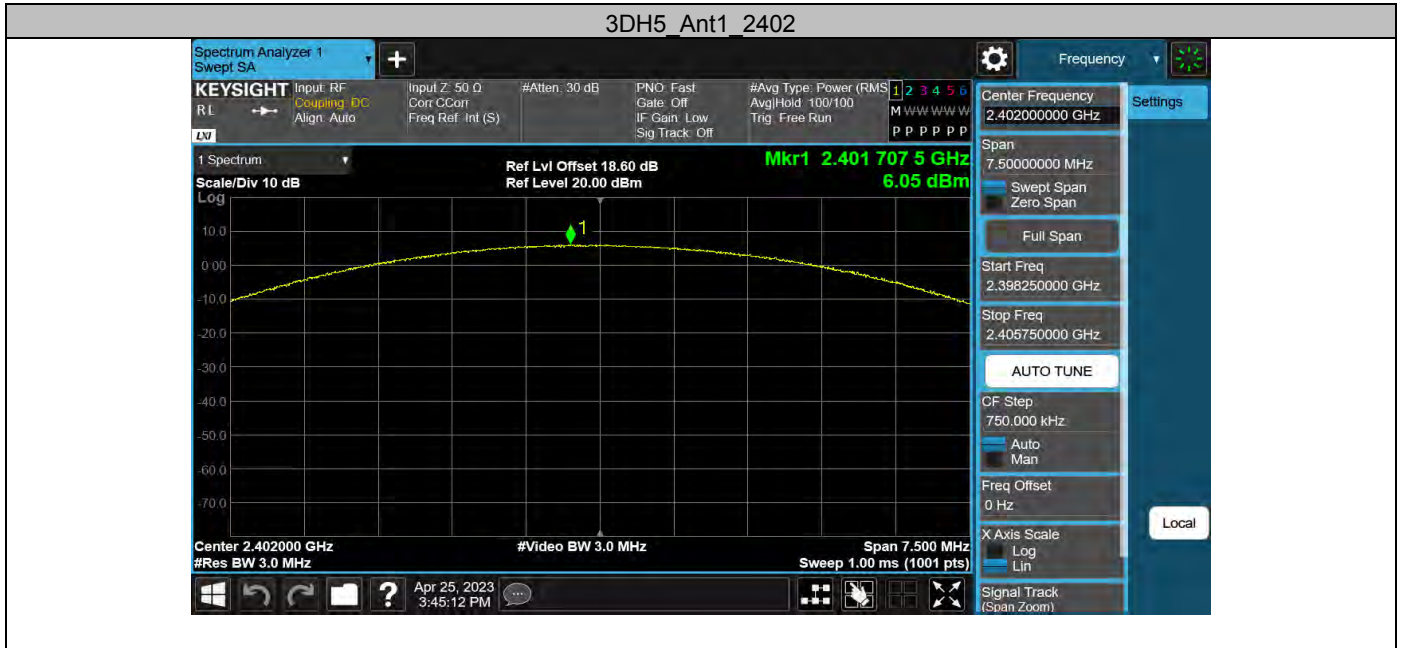 3DH5_Ant1_2402
Spectrum Analyzer 1
Swept SA
+
Frequency
KEYSIGHT
RL
LXI
Input: RF
Coupling: DC
Align: Auto
Input Z: 50 Ω
Corr CCorr
Freq Ref: Int (S)
#Atten: 30 dB
PNO: Fast
Gate: Off
IF Gain: Low
Sig Track: Off
#Avg Type: Power (RMS
Avg|Hold: 100/100
Trig: Free Run
1 2 3 4 5 6
M W W W W W
P P P P P P
Center Frequency
2.402000000 GHz
Settings
1 Spectrum
Scale/Div 10 dB
Log
Ref Lvl Offset 18.60 dB
Ref Level 20.00 dBm
Mkr1 2.401 707 5 GHz
6.05 dBm
Span
7.50000000 MHz
Swept Span
Zero Span
Full Span
Start Freq
2.398250000 GHz
Stop Freq
2.405750000 GHz
AUTO TUNE
CF Step
750.000 kHz
Auto
Man
Freq Offset
0 Hz
X Axis Scale
Log
Lin
Signal Track
(Span Zoom)
Local
1
10.0
0.00
-10.0
-20.0
-30.0
-40.0
-50.0
-60.0
-70.0
Center 2.402000 GHz
#Res BW 3.0 MHz
#Video BW 3.0 MHz
Span 7.500 MHz
Sweep 1.00 ms (1001 pts)
?
Apr 25, 2023
3:45:12 PM